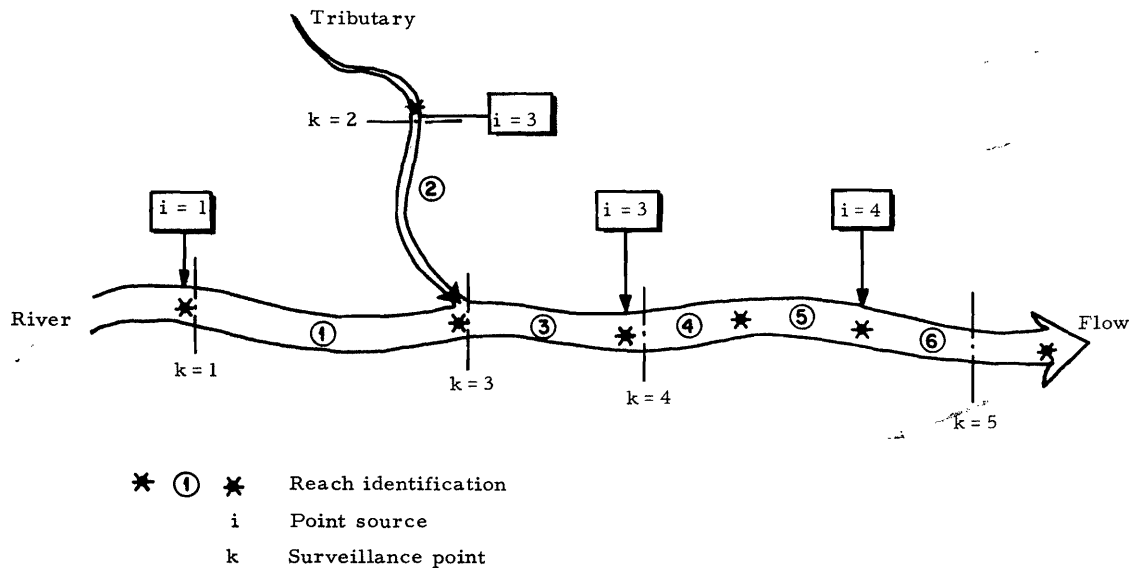 Tributary
k = 2
i = 3
②
i = 1
i = 3
i = 4
River
①
③
④
⑤
⑥
Flow
k = 1
k = 3
k = 4
k = 5
① Reach identification
i Point source
k Surveillance point